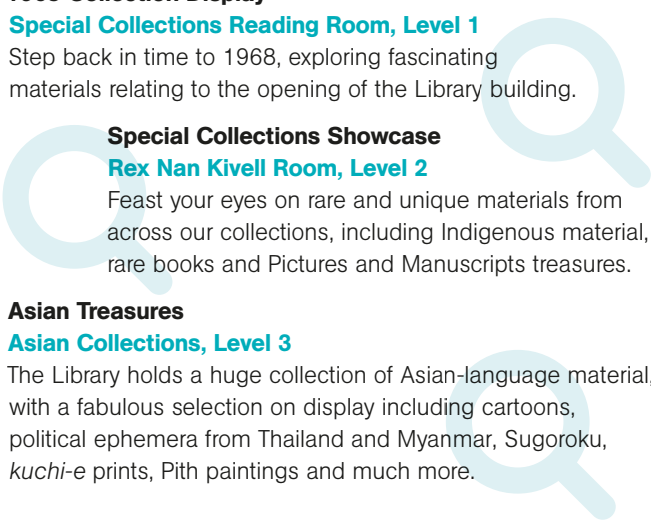 Special Collections Reading Room, Level 1
Step back in time to 1968, exploring fascinating
materials relating to the opening of the Library building.
Special Collections Showcase
Rex Nan Kivell Room, Level 2
Feast your eyes on rare and unique materials from
across our collections, including Indigenous material,
rare books and Pictures and Manuscripts treasures.
Asian Treasures
Asian Collections, Level 3
The Library holds a huge collection of Asian-language material,
with a fabulous selection on display including cartoons,
political ephemera from Thailand and Myanmar, Sugoroku,
kuchi-e prints, Pith paintings and much more.